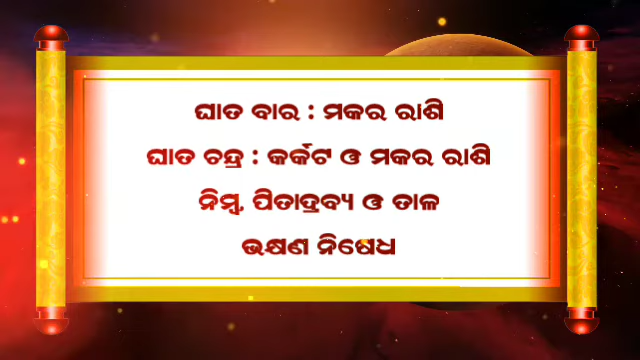 ଘାତ ବାର : ମକର ରାଶି
ଘାତ ଚନ୍ଦ୍ର : କର୍କଟ ଓ ମକର ରାଶି
ନିମ୍ବ, ପିତାଦ୍ରବ୍ୟ ଓ ତାଳ
ଭକ୍ଷଣ ନିଷେଧ